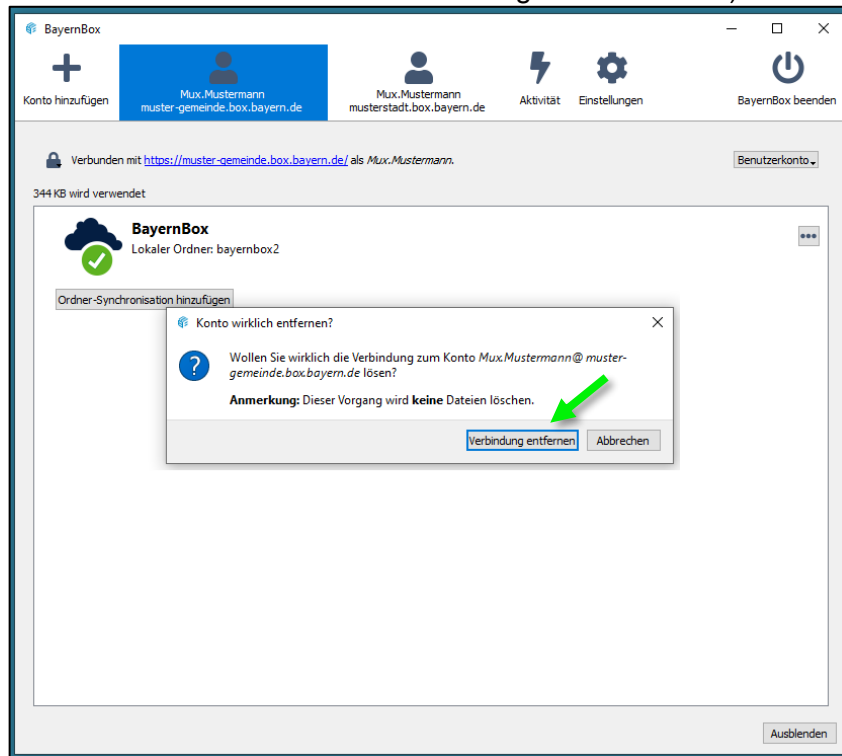 BayernBox
Konto hinzufügen
Mux.Mustermann
muster-gemeinde.box.bayern.de
Mux.Mustermann
musterstadt.box.bayern.de
Aktivität
Einstellungen
BayernBox beenden
Verbunden mit https://muster-gemeinde.box.bayern.de/ als Mux.Mustermann.
Benutzerkonto
344 KB wird verwendet
BayernBox
Lokaler Ordner: bayernbox2
Ordner-Synchronisation hinzufügen
Konto wirklich entfernen?
Wollen Sie wirklich die Verbindung zum Konto Mux.Mustermann@ muster-
gemeinde.box.bayern.de lösen?
Anmerkung: Dieser Vorgang wird keine Dateien löschen.
Verbindung entfernen
Abbrechen
Ausblenden